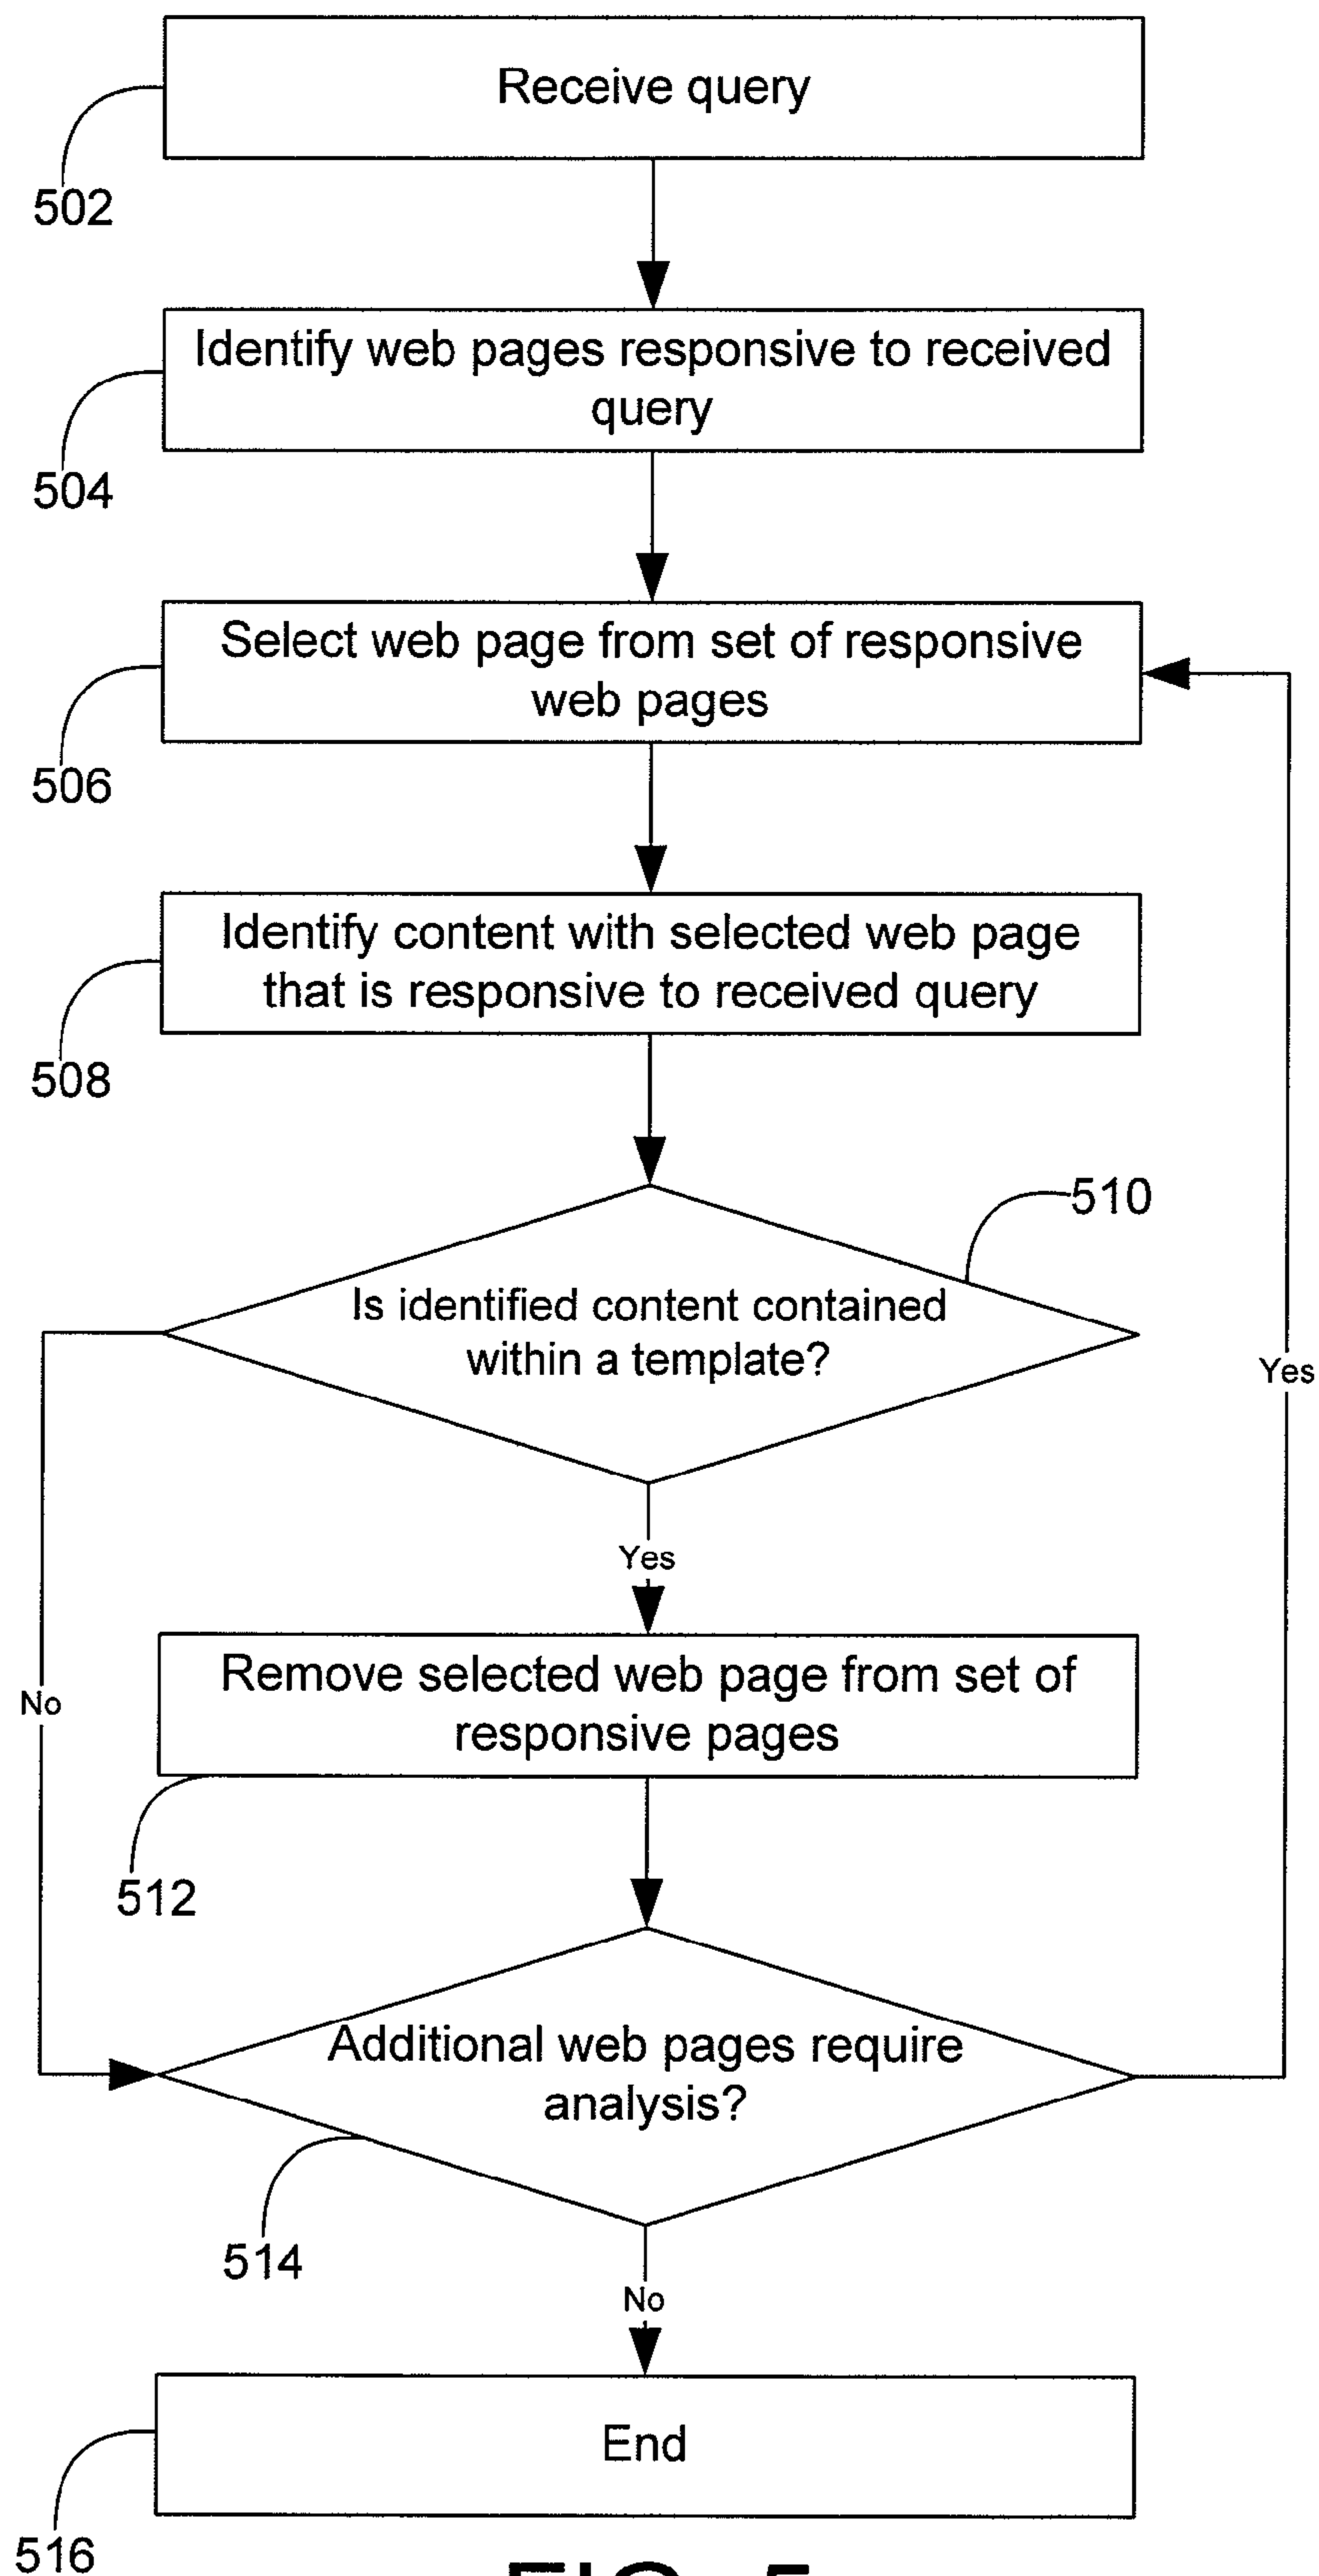 Receive query
502
Identify web pages responsive to received
query
504
Select web page from set of responsive
web pages
506
Identify content with selected web page
that is responsive to received query
508
510
Is identified content contained
within a template?
Yes
Yes
Remove selected web page from set of
responsive pages
No
512
Additional web pages require
analysis?
514
No
End
516
FIG. 5